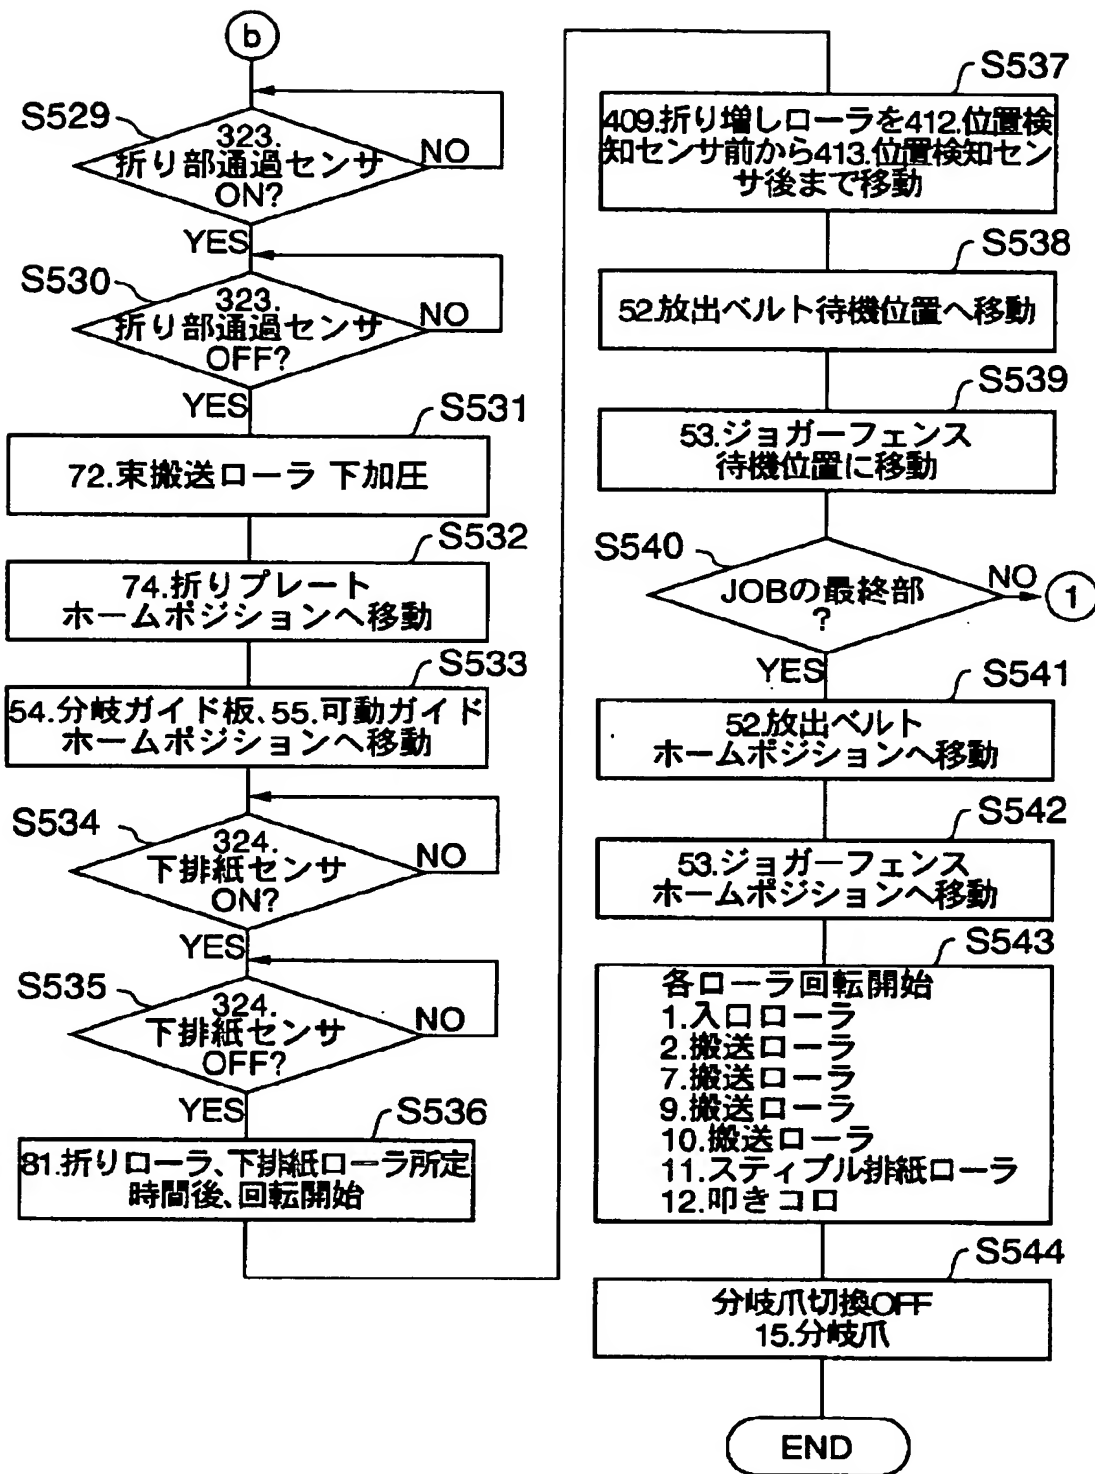 b
S529
323.
折り部通過センサ
ON?
NO
YES
S530
323.
折り部通過センサ
OFF?
NO
YES
S531
72.束搬送ローラ 下加圧
S532
74.折りプレート
ホームポジションへ移動
S533
54.分岐ガイド板、55.可動ガイド
ホームポジションへ移動
S534
324.
下排紙センサ
ON?
NO
YES
S535
324.
下排紙センサ
OFF?
NO
YES
S536
81.折りローラ、下排紙ローラ所定
時間後、回転開始
S537
409.折り増しローラを412.位置検
知センサ前から413.位置検知セン
サ後まで移動
S538
52.放出ベルト待機位置へ移動
S539
53.ジョガーフェンス
待機位置に移動
S540
JOBの最終部
?
NO
1
YES
S541
52.放出ベルト
ホームポジションへ移動
S542
53.ジョガーフェンス
ホームポジションへ移動
S543
各ローラ回転開始
1.入口ローラ
2.搬送ローラ
7.搬送ローラ
9.搬送ローラ
10.搬送ローラ
11.スティプル排紙ローラ
12.叩きコロ
S544
分岐爪切換OFF
15.分岐爪
END